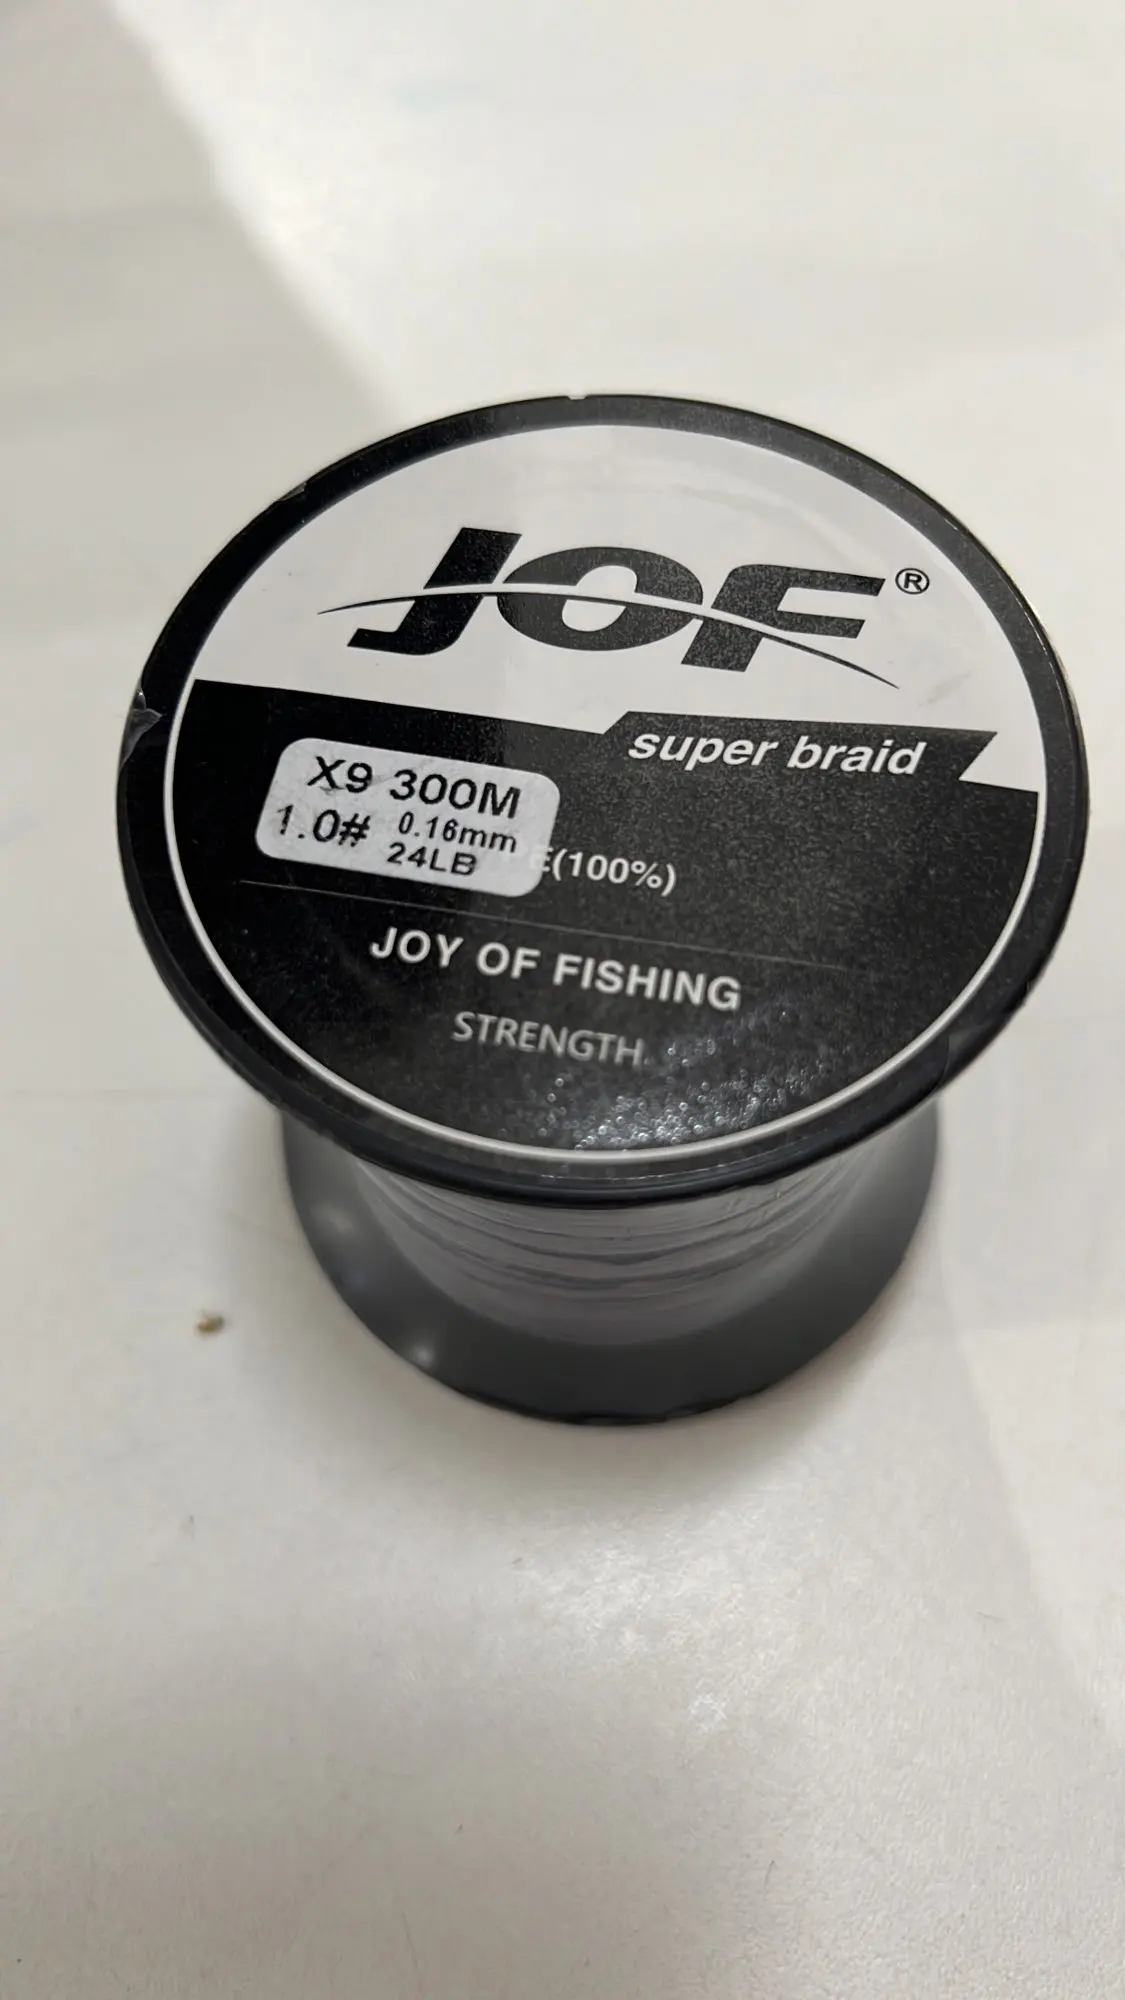 JOF®
super braid
X9 300M
1.0# 0.16mm
24LB
E(100%)
JOY OF FISHING
STRENGTH